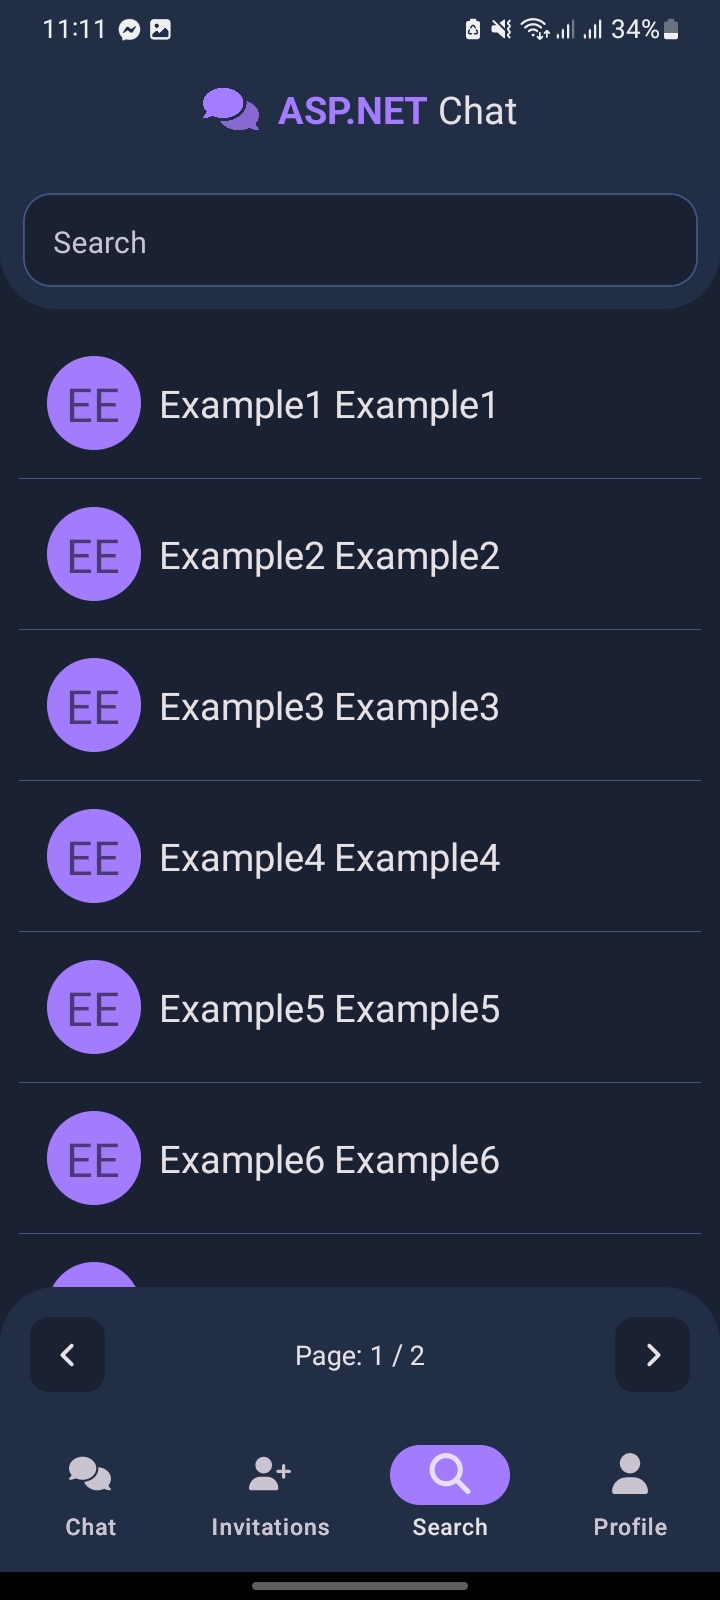 11:11 34%
ASP.NET Chat
Search
EE Example1 Example1
EE Example2 Example2
EE Example3 Example3
EE Example4 Example4
EE Example5 Example5
EE Example6 Example6
Page: 1 / 2
Chat Invitations Search Profile